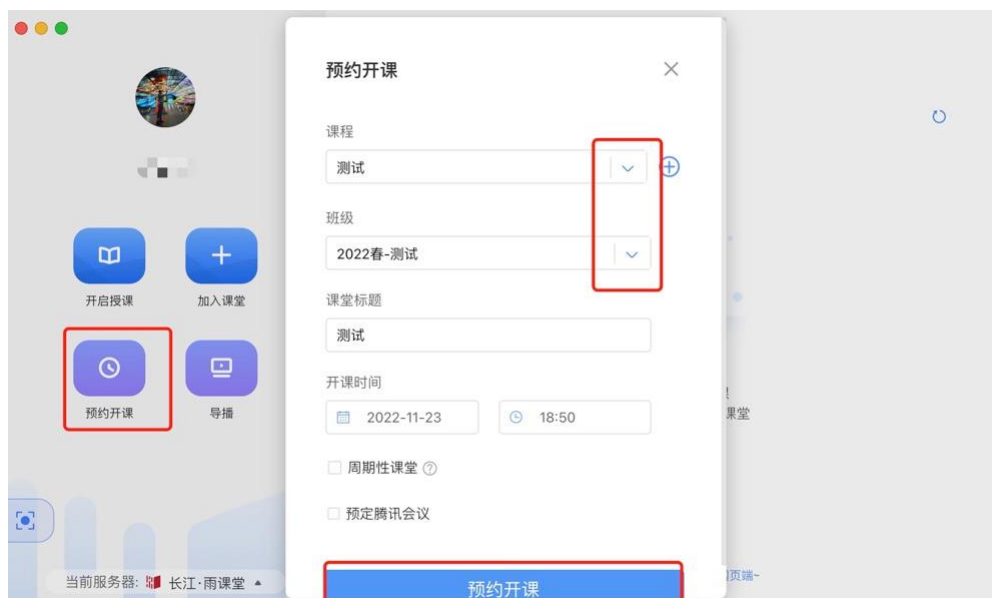 预约开课
课程
测试
班级
2022春-测试
课堂标题
测试
开课时间
2022-11-23
18:50
周期性课堂
预定腾讯会议
预约开课
开启授课
加入课堂
预约开课
导播
当前服务器: 长江·雨课堂
课堂
页端~